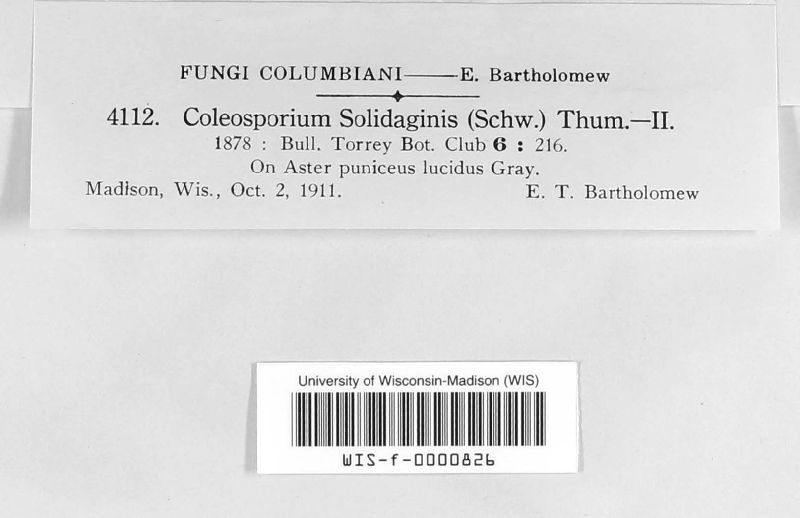 FUNGI COLUMBIANI——E. Bartholomew
4112. Coleosporium Solidaginis (Schw.) Thum.—II.
1878 : Bull. Torrey Bot. Club 6 : 216.
On Aster puniceus lucidus Gray.
Madison, Wis., Oct. 2, 1911. E. T. Bartholomew
University of Wisconsin-Madison (WIS)
WIS-f-0000826